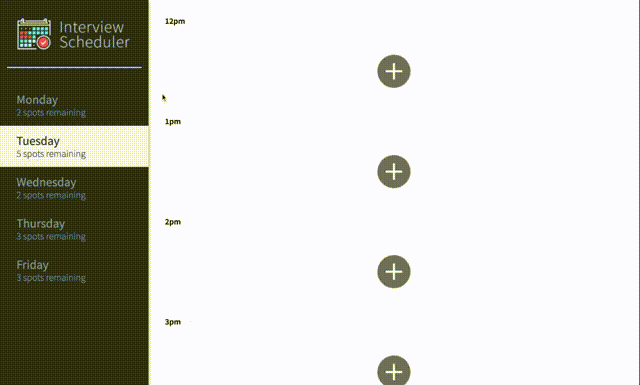 Interview
Scheduler
Monday
2 spots remaining
Tuesday
5 spots remaining
Wednesday
2 spots remaining
Thursday
3 spots remaining
Friday
3 spots remaining
12pm
1pm
2pm
3pm